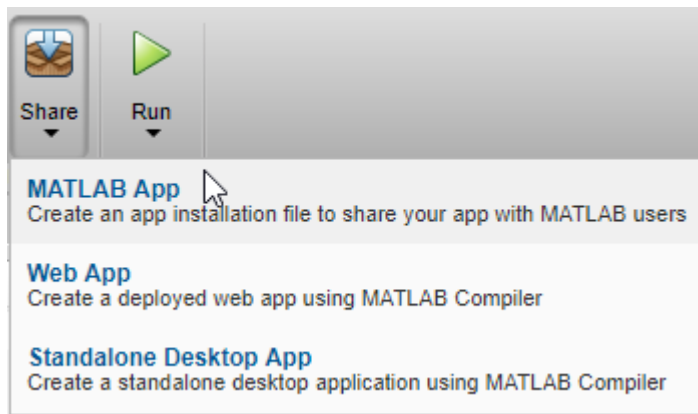 Share
Run
MATLAB App
Create an app installation file to share your app with MATLAB users
Web App
Create a deployed web app using MATLAB Compiler
Standalone Desktop App
Create a standalone desktop application using MATLAB Compiler